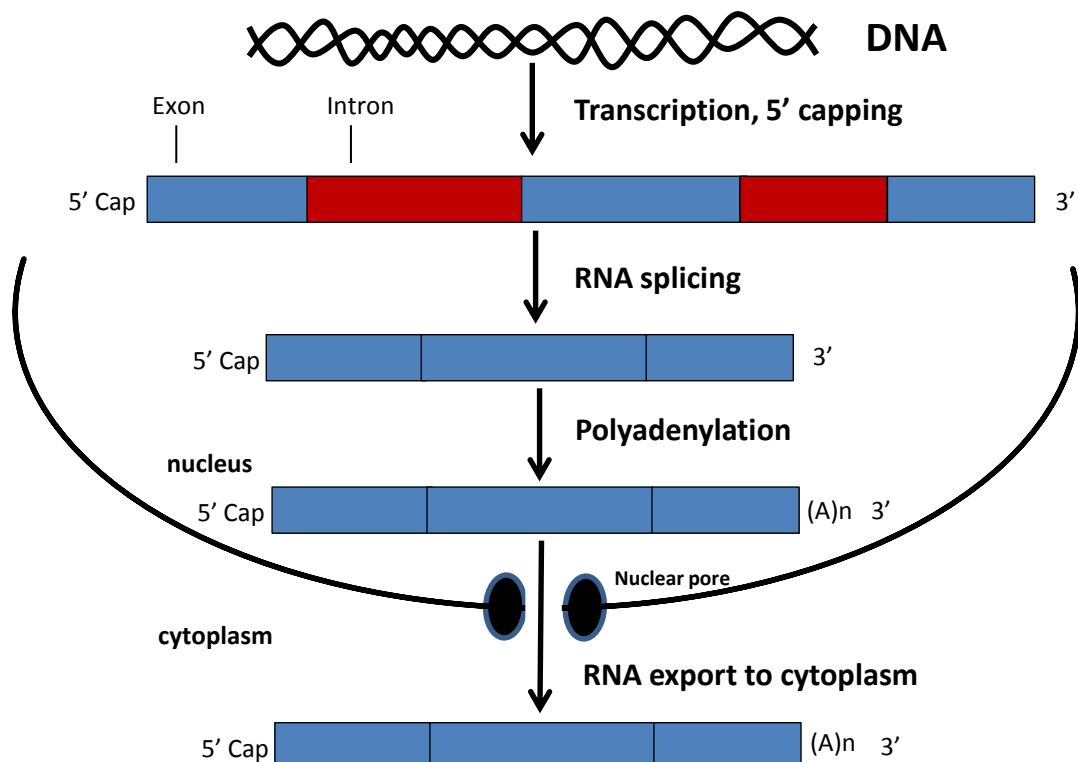 DNA
Transcription, 5’ capping
Exon
Intron
5’ Cap
3’
RNA splicing
5’ Cap
3’
Polyadenylation
nucleus
5’ Cap
(A)n 3’
Nuclear pore
cytoplasm
RNA export to cytoplasm
5’ Cap
(A)n 3’